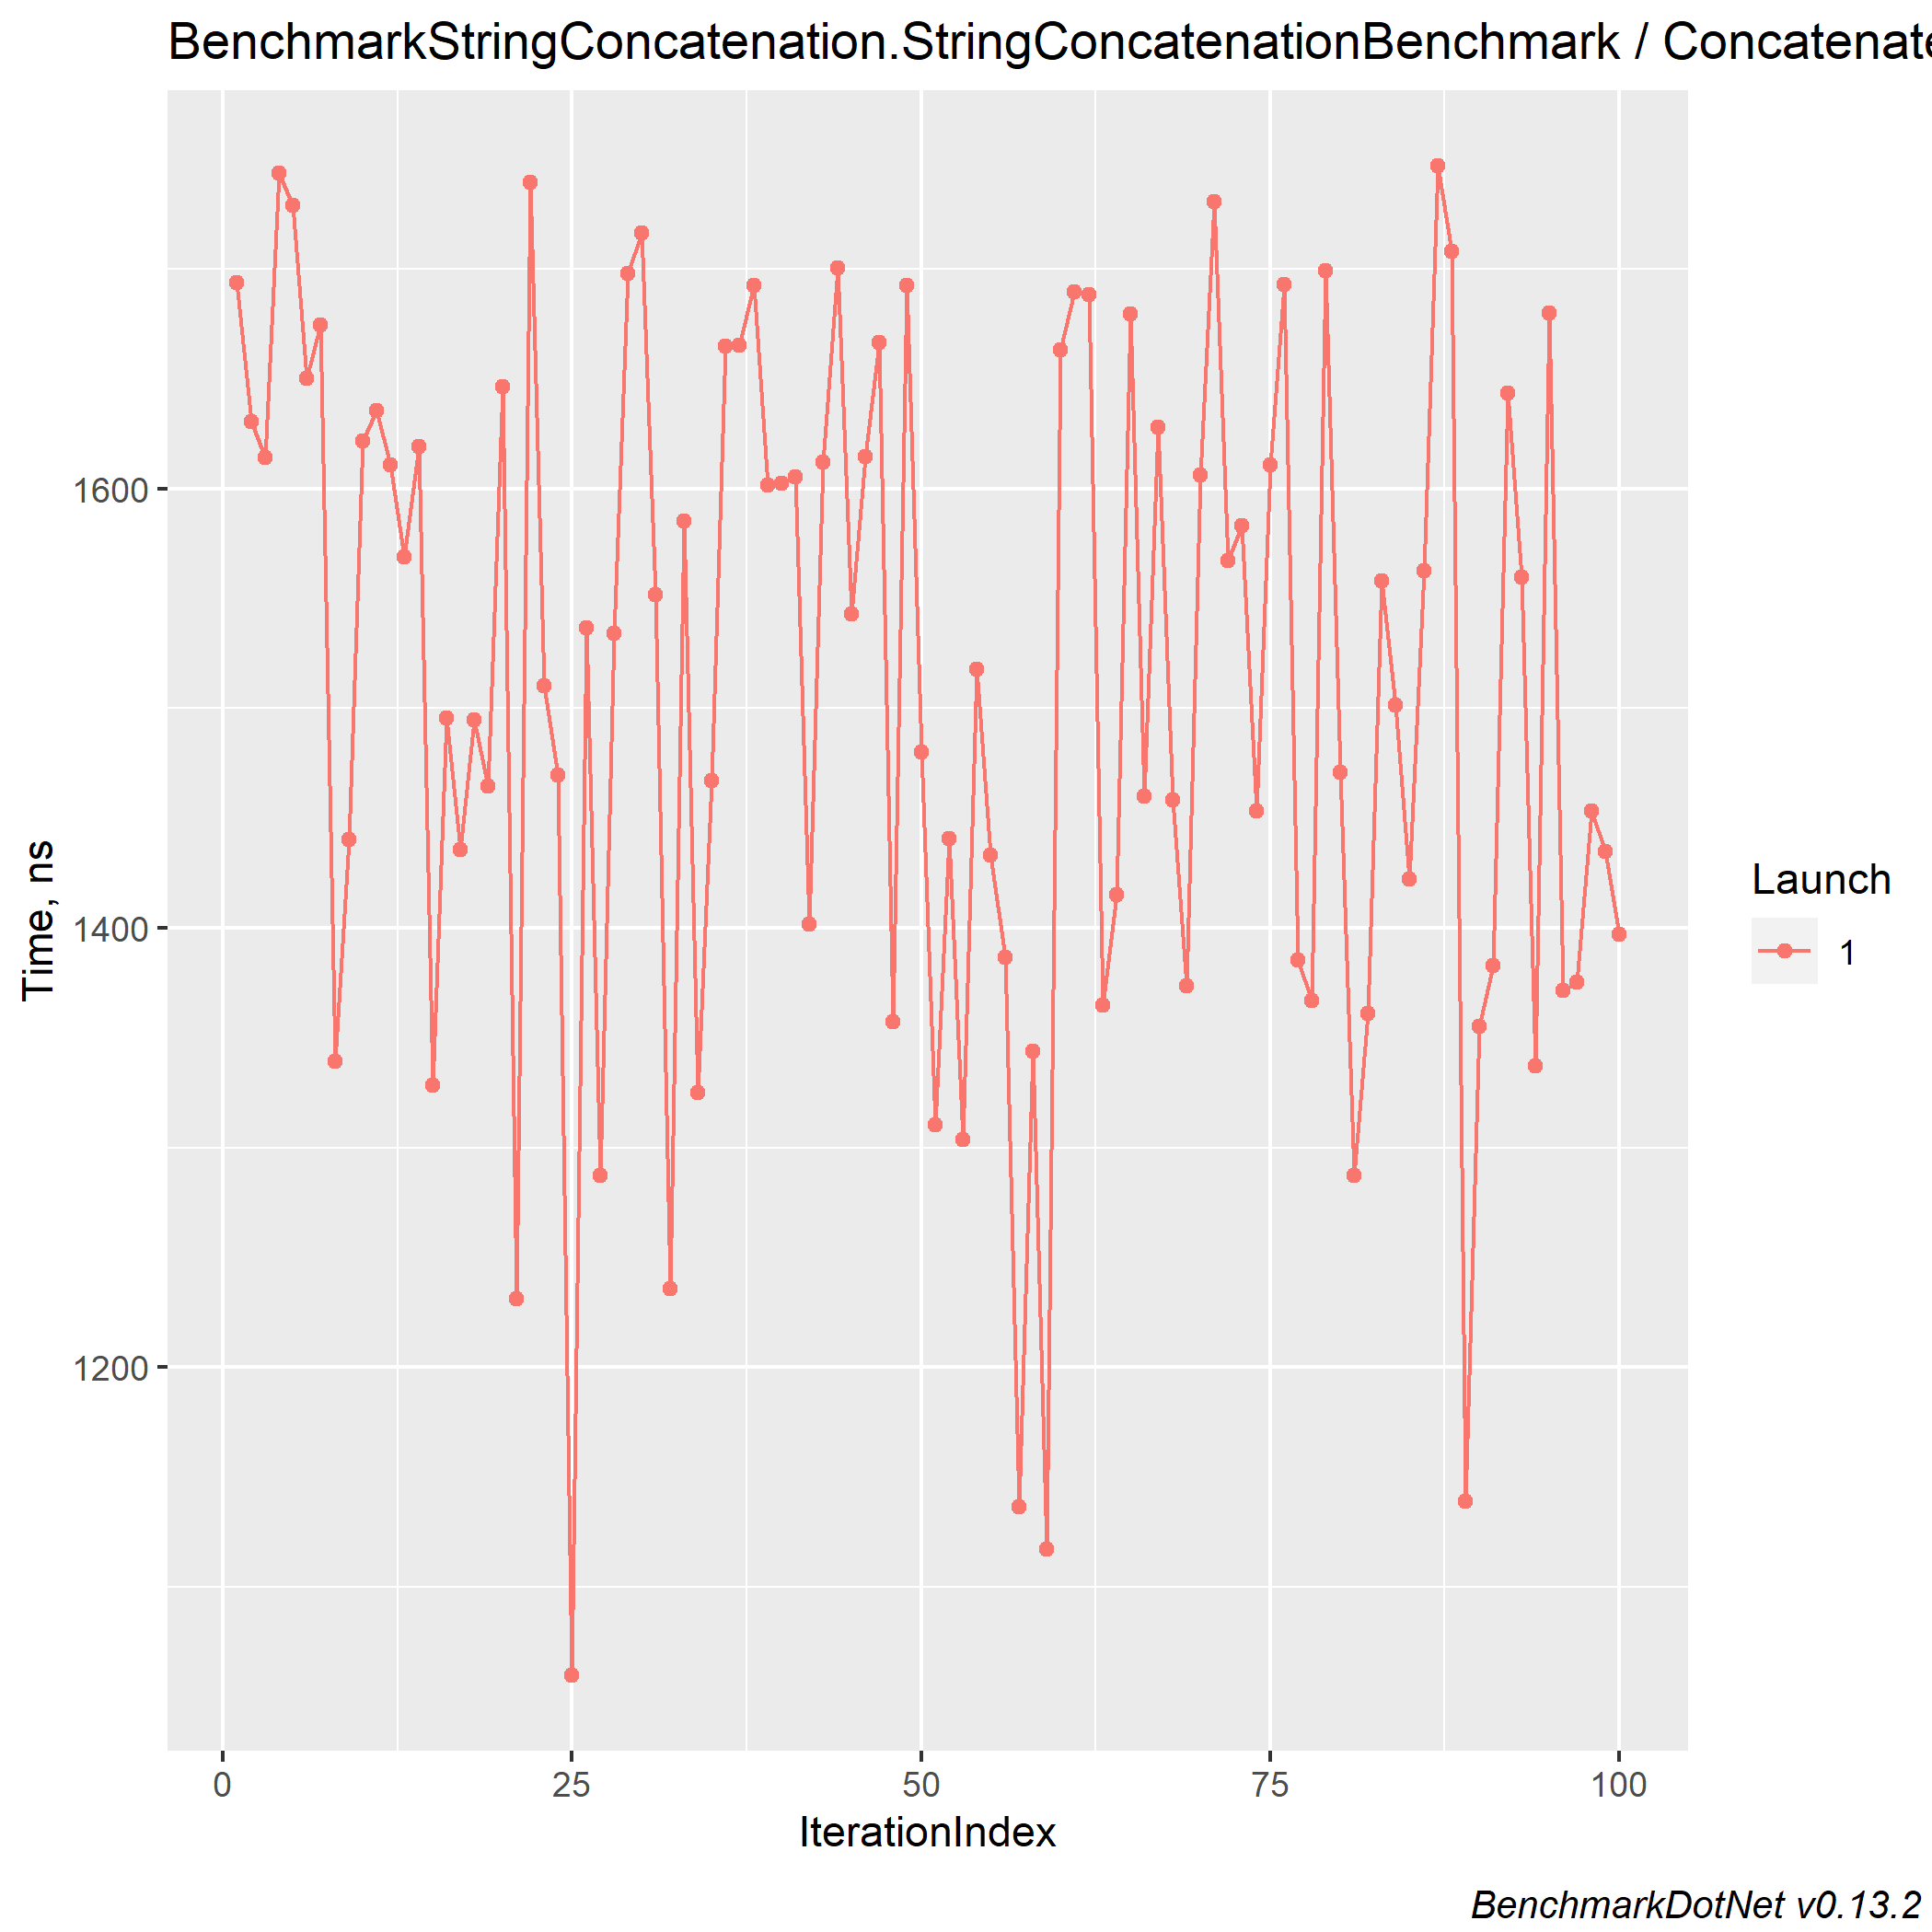 BenchmarkStringConcatenation.StringConcatenationBenchmark / Concatenate
1600
1400
1200
Time, ns
0 25 50 75 100
IterationIndex
Launch
1
BenchmarkDotNet v0.13.2